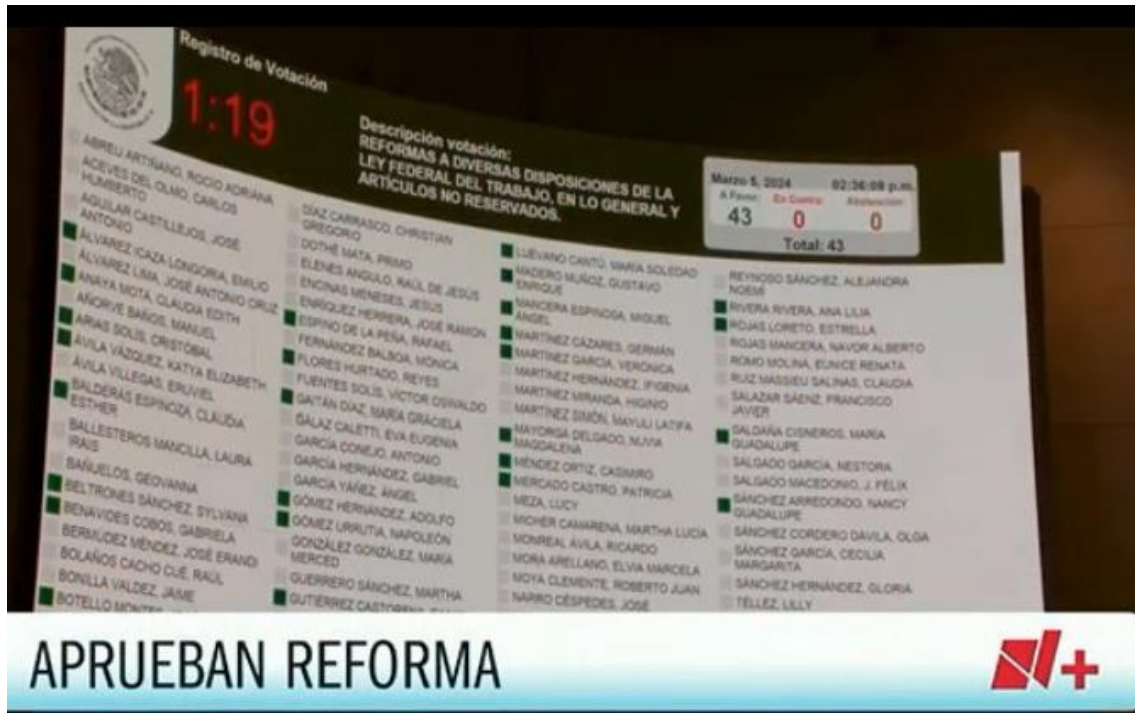 Registro de Votación
1:19
Descripción votación:
REFORMAS A DIVERSAS DISPOSICIONES DE LA
LEY FEDERAL DEL TRABAJO, EN LO GENERAL Y
ARTÍCULOS NO RESERVADOS.
Marzo 5, 2024 02:36:09 p.m.
A Favor: En Contra: Abstención:
43 0 0
Total: 43
ABREU ARTIÑANO, ROCÍO ADRIANA
ACEVES DEL OLMO, CARLOS
HUMBERTO
AGUILAR CASTILLEJOS, JOSÉ
ANTONIO
ÁLVAREZ ICAZA LONGORIA, EMILIO
ÁLVAREZ LIMA, JOSÉ ANTONIO CRUZ
ANAYA MOTA, CLAUDIA EDITH
AÑORVE BAÑOS, MANUEL
ARIAS SOLÍS, CRISTÓBAL
ÁVILA VÁZQUEZ, KATYA ELIZABETH
ÁVILA VILLEGAS, ERUVIEL
BALDERAS ESPINOZA, CLAUDIA
ESTHER
BALLESTEROS MANCILLA, LAURA
IRAIS
BAÑUELOS, GEOVANNA
BELTRONES SÁNCHEZ, SYLVANA
BENAVIDES COBOS, GABRIELA
BERMÚDEZ MÉNDEZ, JOSÉ ERANDI
BOLAÑOS CACHO CUÉ, RAÚL
BONILLA VALDEZ, JAIME
BOTELLO
DÍAZ CARRASCO, CHRISTIAN
GREGORIO
DOTHÉ MATA, PRIMO
ELENES ANGULO, RAÚL DE JESÚS
ENCINAS MENESES, JESÚS
ENRÍQUEZ HERRERA, JOSÉ RAMÓN
ESPINO DE LA PEÑA, RAFAEL
FERNÁNDEZ BALBOA, MÓNICA
FLORES HURTADO, REYES
FUENTES SOLÍS, VÍCTOR OSWALDO
GAITÁN DÍAZ, MARÍA GRACIELA
GALAZ CALETTI, EVA EUGENIA
GARCÍA CONEJO, ANTONIO
GARCÍA HERNÁNDEZ, GABRIEL
GARCÍA YÁÑEZ, ÁNGEL
GÓMEZ HERNÁNDEZ, ADOLFO
GÓMEZ URRUTIA, NAPOLEÓN
GONZÁLEZ GONZÁLEZ, MARÍA
MERCED
GUERRERO SÁNCHEZ, MARTHA
GUTIÉRREZ
LUÉVANO CANTÚ, MARÍA SOLEDAD
MADERO MUÑOZ, GUSTAVO
ENRIQUE
MANCERA ESPINOSA, MIGUEL
ÁNGEL
MARTÍNEZ CÁZARES, GERMÁN
MARTÍNEZ GARCÍA, VERÓNICA
MARTÍNEZ HERNÁNDEZ, IFIGENIA
MARTÍNEZ MIRANDA, HIGINIO
MARTÍNEZ SIMÓN, MAYULI LATIFA
MAYORGA DELGADO, NUVIA
MAGDALENA
MÉNDEZ ORTIZ, CASIMIRO
MERCADO CASTRO, PATRICIA
MEZA, LUCY
MICHER CAMARENA, MARTHA LUCÍA
MONREAL ÁVILA, RICARDO
MORA ARELLANO, ELVIA MARCELA
MOYA CLEMENTE, ROBERTO JUAN
NARRO CÉSPEDES, JOSÉ
REYNOSO SÁNCHEZ, ALEJANDRA
NOEMÍ
RIVERA RIVERA, ANA LILIA
ROJAS LORETO, ESTRELLA
ROJAS MANCERA, NAVOR ALBERTO
ROMO MOLINA, EUNICE RENATA
RUIZ MASSIEU SALINAS, CLAUDIA
SALAZAR SÁENZ, FRANCISCO
JAVIER
SALDAÑA CISNEROS, MARÍA
GUADALUPE
SALGADO GARCÍA, NESTORA
SALGADO MACEDONIO, J. FÉLIX
SÁNCHEZ ARREDONDO, NANCY
GUADALUPE
SÁNCHEZ CORDERO DÁVILA, OLGA
SÁNCHEZ GARCÍA, CECILIA
MARGARITA
SÁNCHEZ HERNÁNDEZ, GLORIA
TÉLLEZ, LILLY
APRUEBAN REFORMA
N+